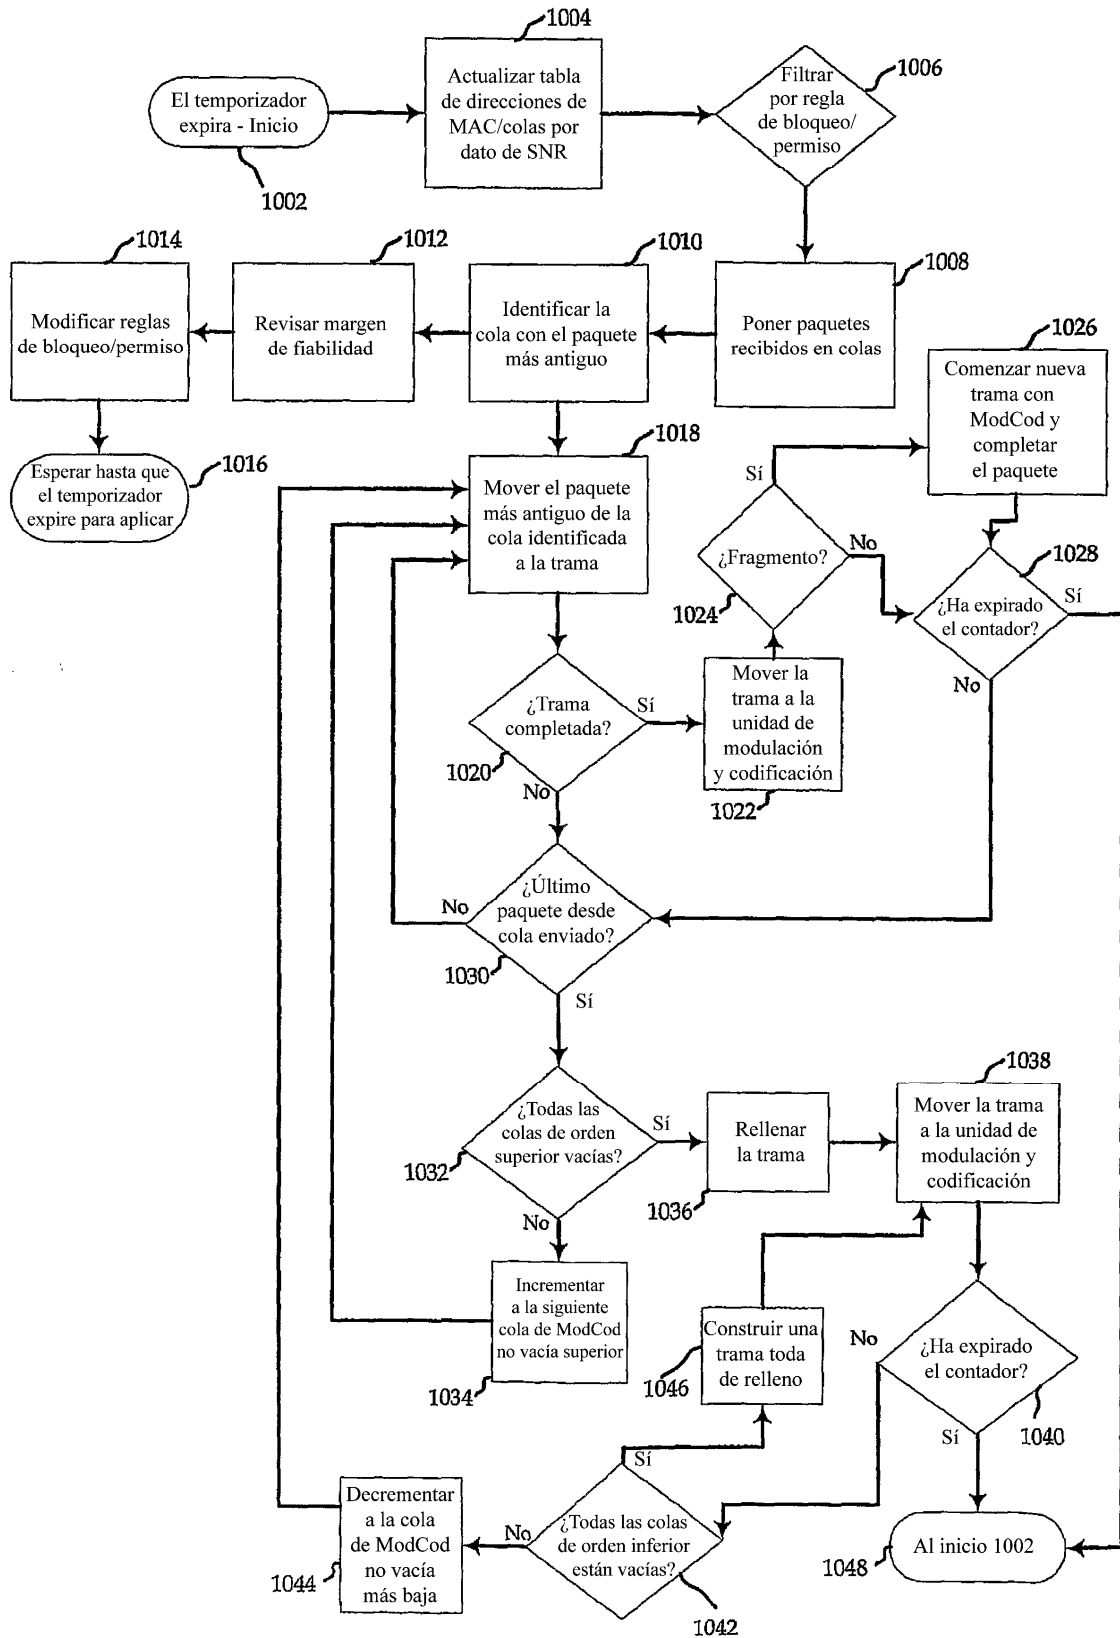 1004
El temporizador
expira - Inicio
1002
Actualizar tabla
de direcciones de
MAC/colas por
dato de SNR
Filtrar
por regla
de bloqueo/
permiso
1006
1014
Modificar reglas
de bloqueo/permiso
1012
Revisar margen
de fiabilidad
1010
Identificar la
cola con el paquete
más antiguo
1008
Poner paquetes
recibidos en colas
1026
Comenzar nueva
trama con
ModCod y
completar
el paquete
1016
Esperar hasta que
el temporizador
expire para aplicar
1018
Mover el paquete
más antiguo de la
cola identificada
a la trama
Sí
¿Fragmento?
No
1024
1028
¿Ha expirado
el contador?
Sí
No
¿Trama
completada?
Sí
1020
No
Mover la
trama a la
unidad de
modulación
y codificación
1022
¿Último
paquete desde
cola enviado?
No
1030
Sí
¿Todas las
colas de orden
superior vacías?
Sí
1032
No
Rellenar
la trama
1036
1038
Mover la trama
a la unidad de
modulación y
codificación
Incrementar
a la siguiente
cola de ModCod
no vacía superior
1034
Construir una
trama toda
de relleno
1046
No
¿Ha expirado
el contador?
Sí
1040
Sí
Decrementar
a la cola
de ModCod
no vacía
más baja
1044
No
¿Todas las colas
de orden inferior
están vacías?
1042
Al inicio 1002
1048